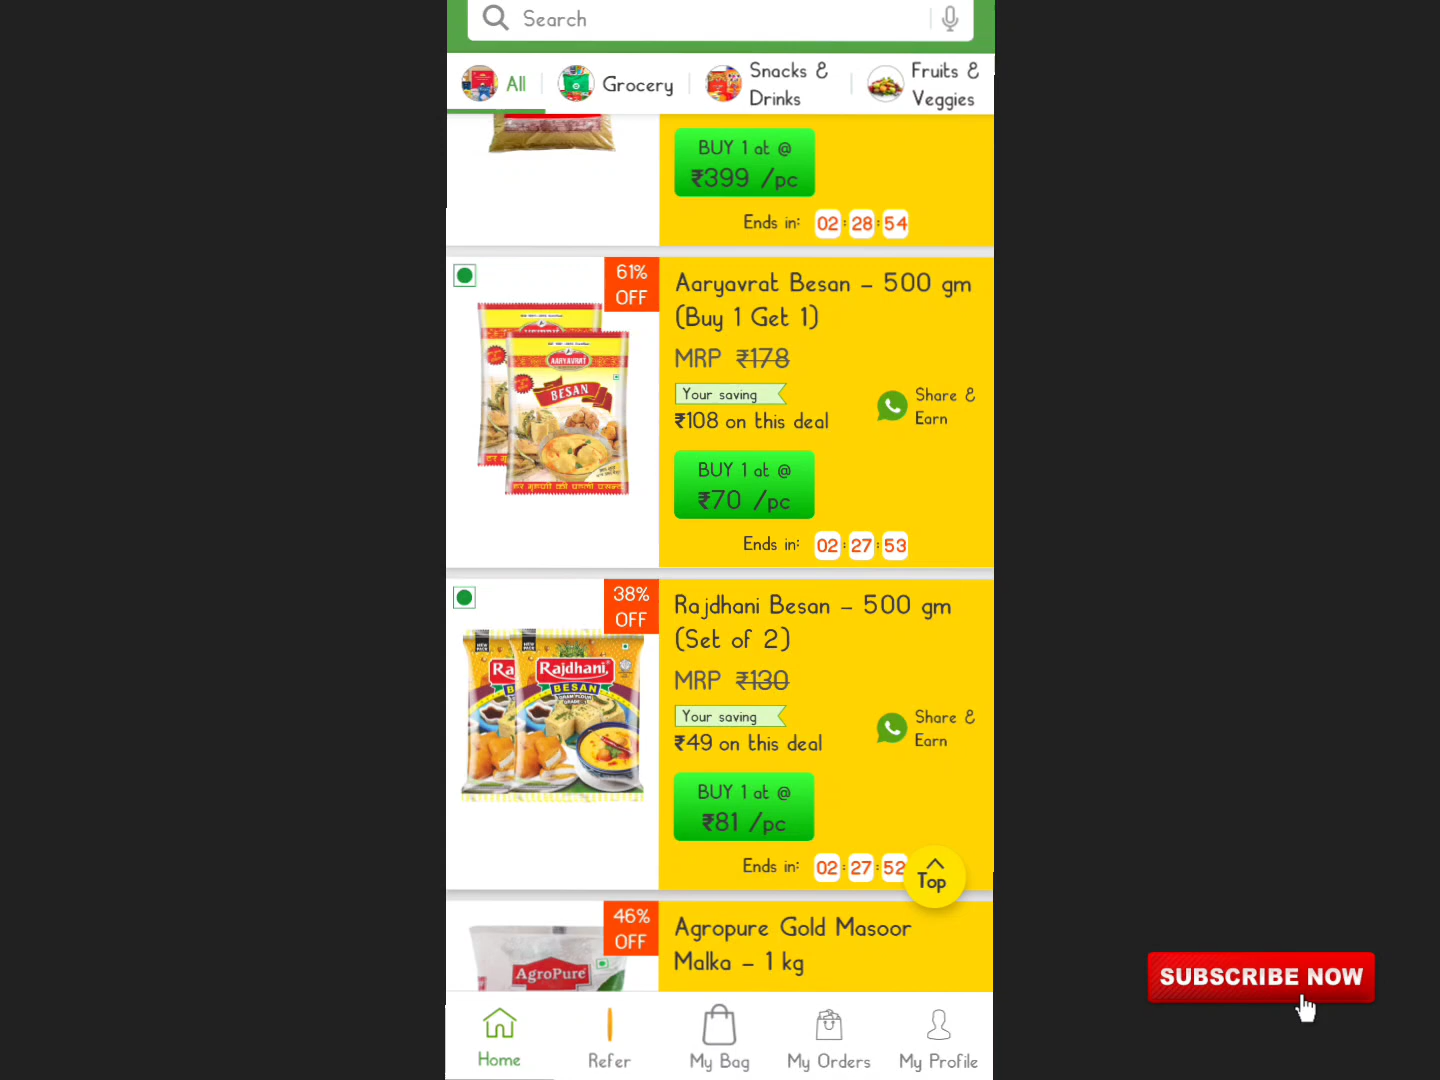 Search
All
Grocery
Snacks &
Drinks
Fruits &
Veggies
BUY 1 at @
₹399 /pc
Ends in: 02 : 28 : 54
61%
OFF
Aaryavrat Besan – 500 gm
(Buy 1 Get 1)
MRP ₹178
Your saving
₹108 on this deal
Share &
Earn
BUY 1 at @
₹70 /pc
Ends in: 02 : 27 : 53
AARYAVRAT
BESAN
38%
OFF
Rajdhani Besan – 500 gm
(Set of 2)
MRP ₹130
Your saving
₹49 on this deal
Share &
Earn
BUY 1 at @
₹81 /pc
Ends in: 02 : 27 : 52
Rajdhani
BESAN
Top
46%
OFF
Agropure Gold Masoor
Malka – 1 kg
AgroPure
SUBSCRIBE NOW
Home
Refer
My Bag
My Orders
My Profile